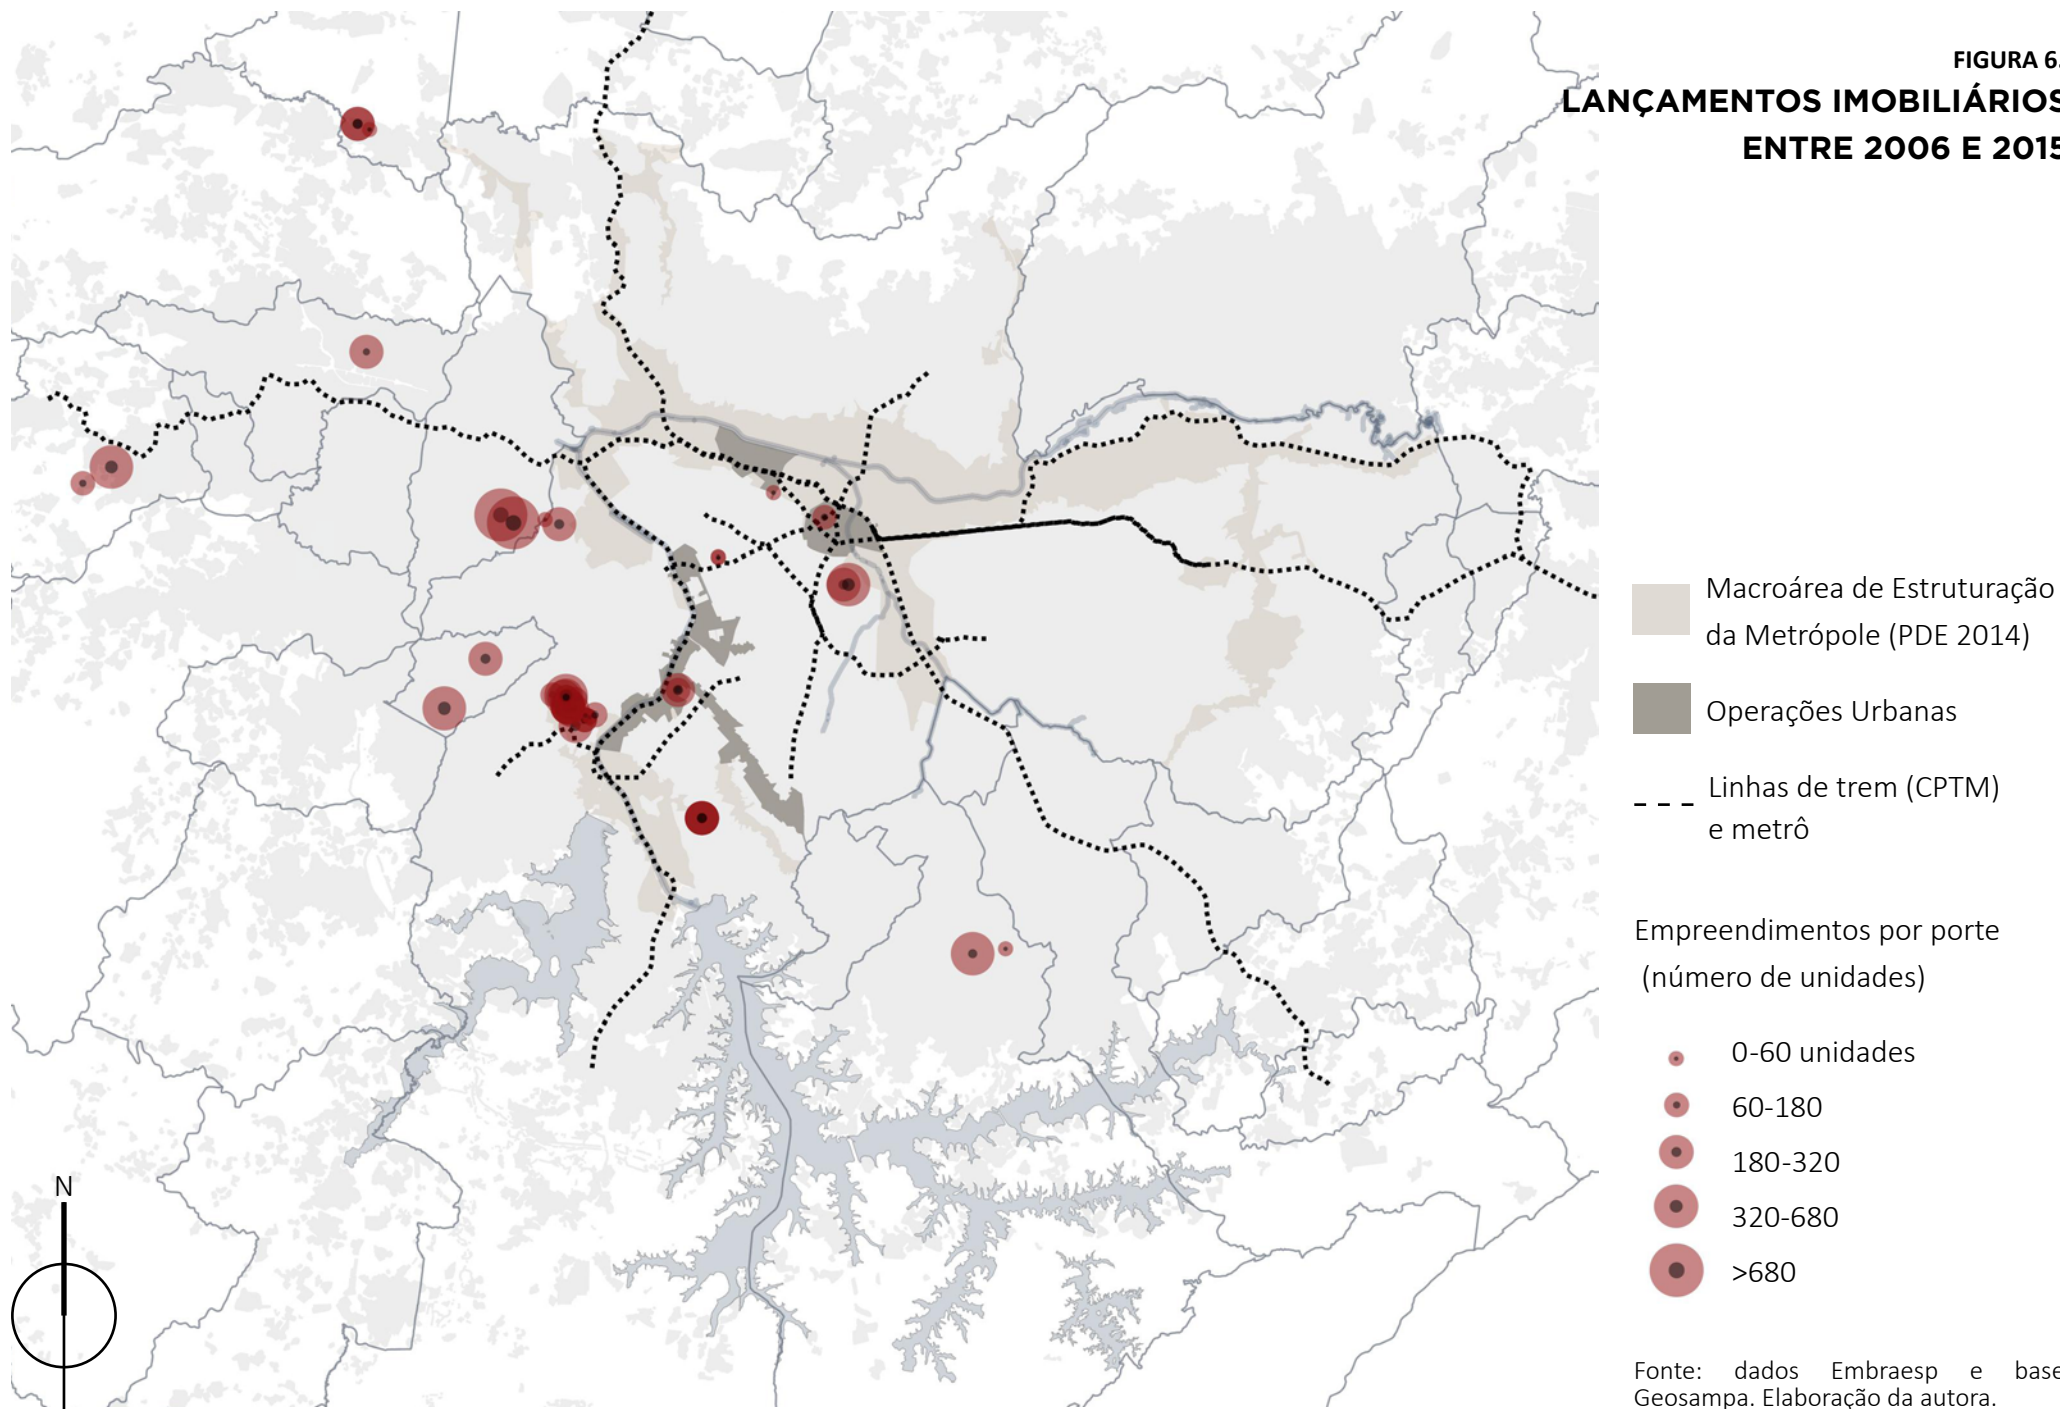 FIGURA 6.
LANÇAMENTOS IMOBILIÁRIOS
ENTRE 2006 E 2015
Macroárea de Estruturação
da Metrópole (PDE 2014)
Operações Urbanas
Linhas de trem (CPTM)
e metrô
Empreendimentos por porte
(número de unidades)
0-60 unidades
60-180
180-320
320-680
>680
N
Fonte: dados Embraesp e base
Geosampa. Elaboração da autora.